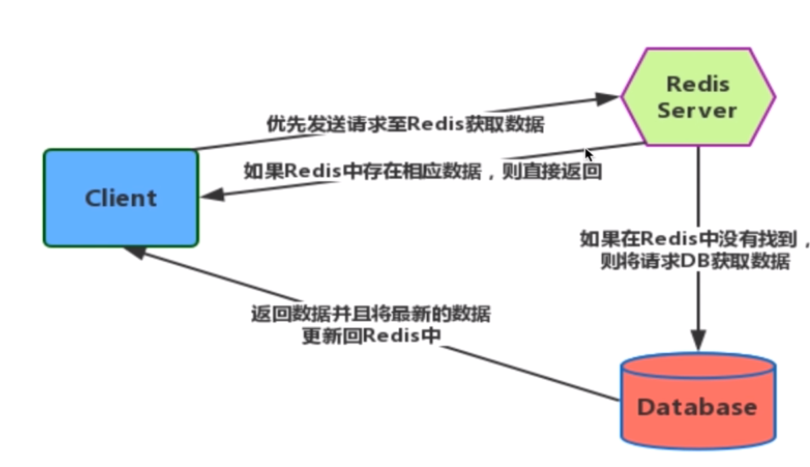 Redis
Server
优先发送请求至Redis获取数据
如果Redis中存在相应数据，则直接返回
Client
如果在Redis中没有找到，
则将请求DB获取数据
返回数据并且将最新的数据
更新回Redis中
Database